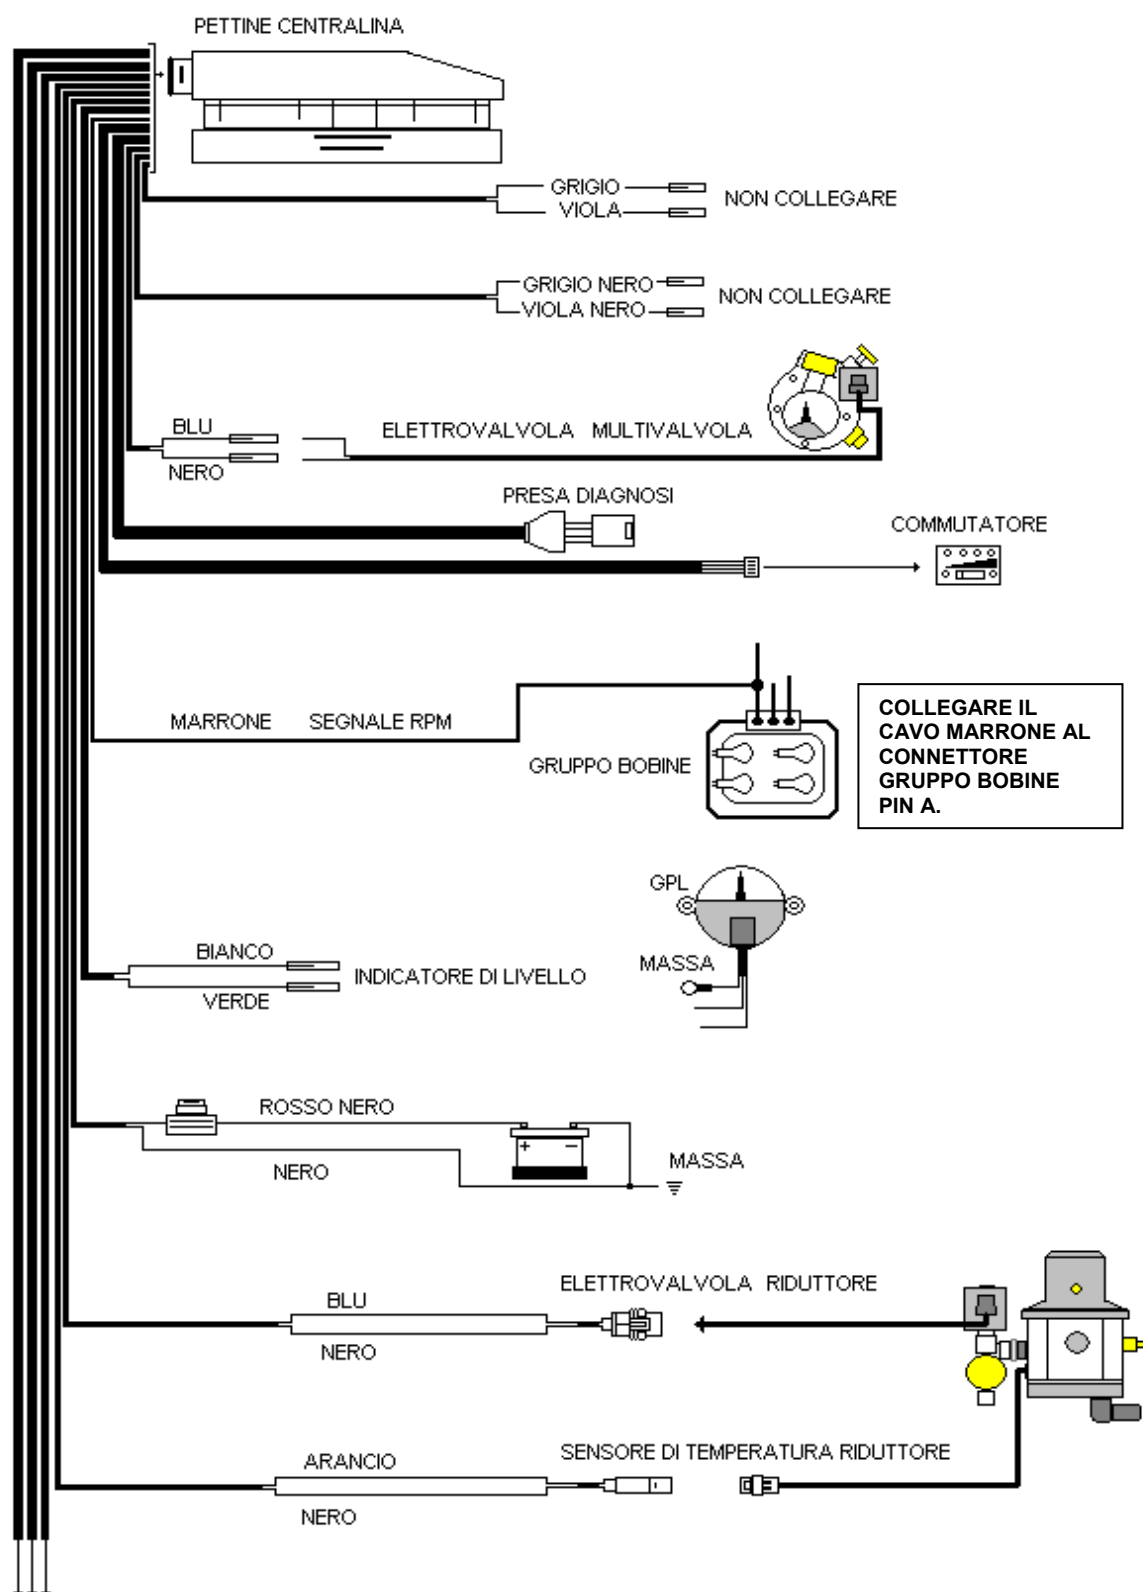 PETTINE CENTRALINA
GRIGIO
VIOLA
NON COLLEGARE
GRIGIO NERO
VIOLA NERO
NON COLLEGARE
BLU
NERO
ELETTROVALVOLA MULTIVALVOLA
PRESA DIAGNOSI
COMMUTATORE
MARRONE SEGNALE RPM
GRUPPO BOBINE
COLLEGARE IL
CAVO MARRONE AL
CONNETTORE
GRUPPO BOBINE
PIN A.
GPL
MASSA
BIANCO
VERDE
INDICATORE DI LIVELLO
ROSSO NERO
NERO
+ −
MASSA
BLU
NERO
ELETTROVALVOLA RIDUTTORE
ARANCIO
NERO
SENSORE DI TEMPERATURA RIDUTTORE